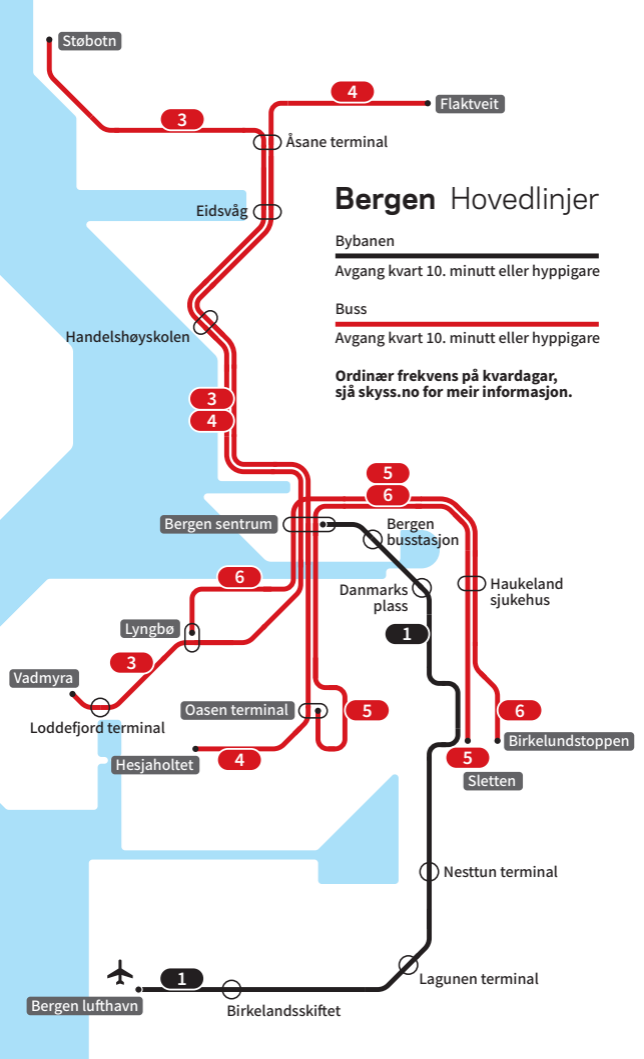 Støbotn
4
Flaktveit
3
Åsane terminal
Bergen Hovedlinjer
Eidsvåg
Bybanen
Avgang kvart 10. minutt eller hyppigare
Buss
Handelshøyskolen
Avgang kvart 10. minutt eller hyppigare
Ordinær frekvens på kvardagar,
sjå skyss.no for meir informasjon.
3
4
5
6
Bergen sentrum
Bergen
busstasjon
6
Danmarks
plass
Haukeland
sjukehus
Lyngbø
1
3
Vadmyra
Loddefjord terminal
Oasen terminal
5
6
Birkelundstoppen
Hesjaholtet
4
5
Sletten
Nesttun terminal
1
Lagunen terminal
Bergen lufthavn
Birkelandsskiftet